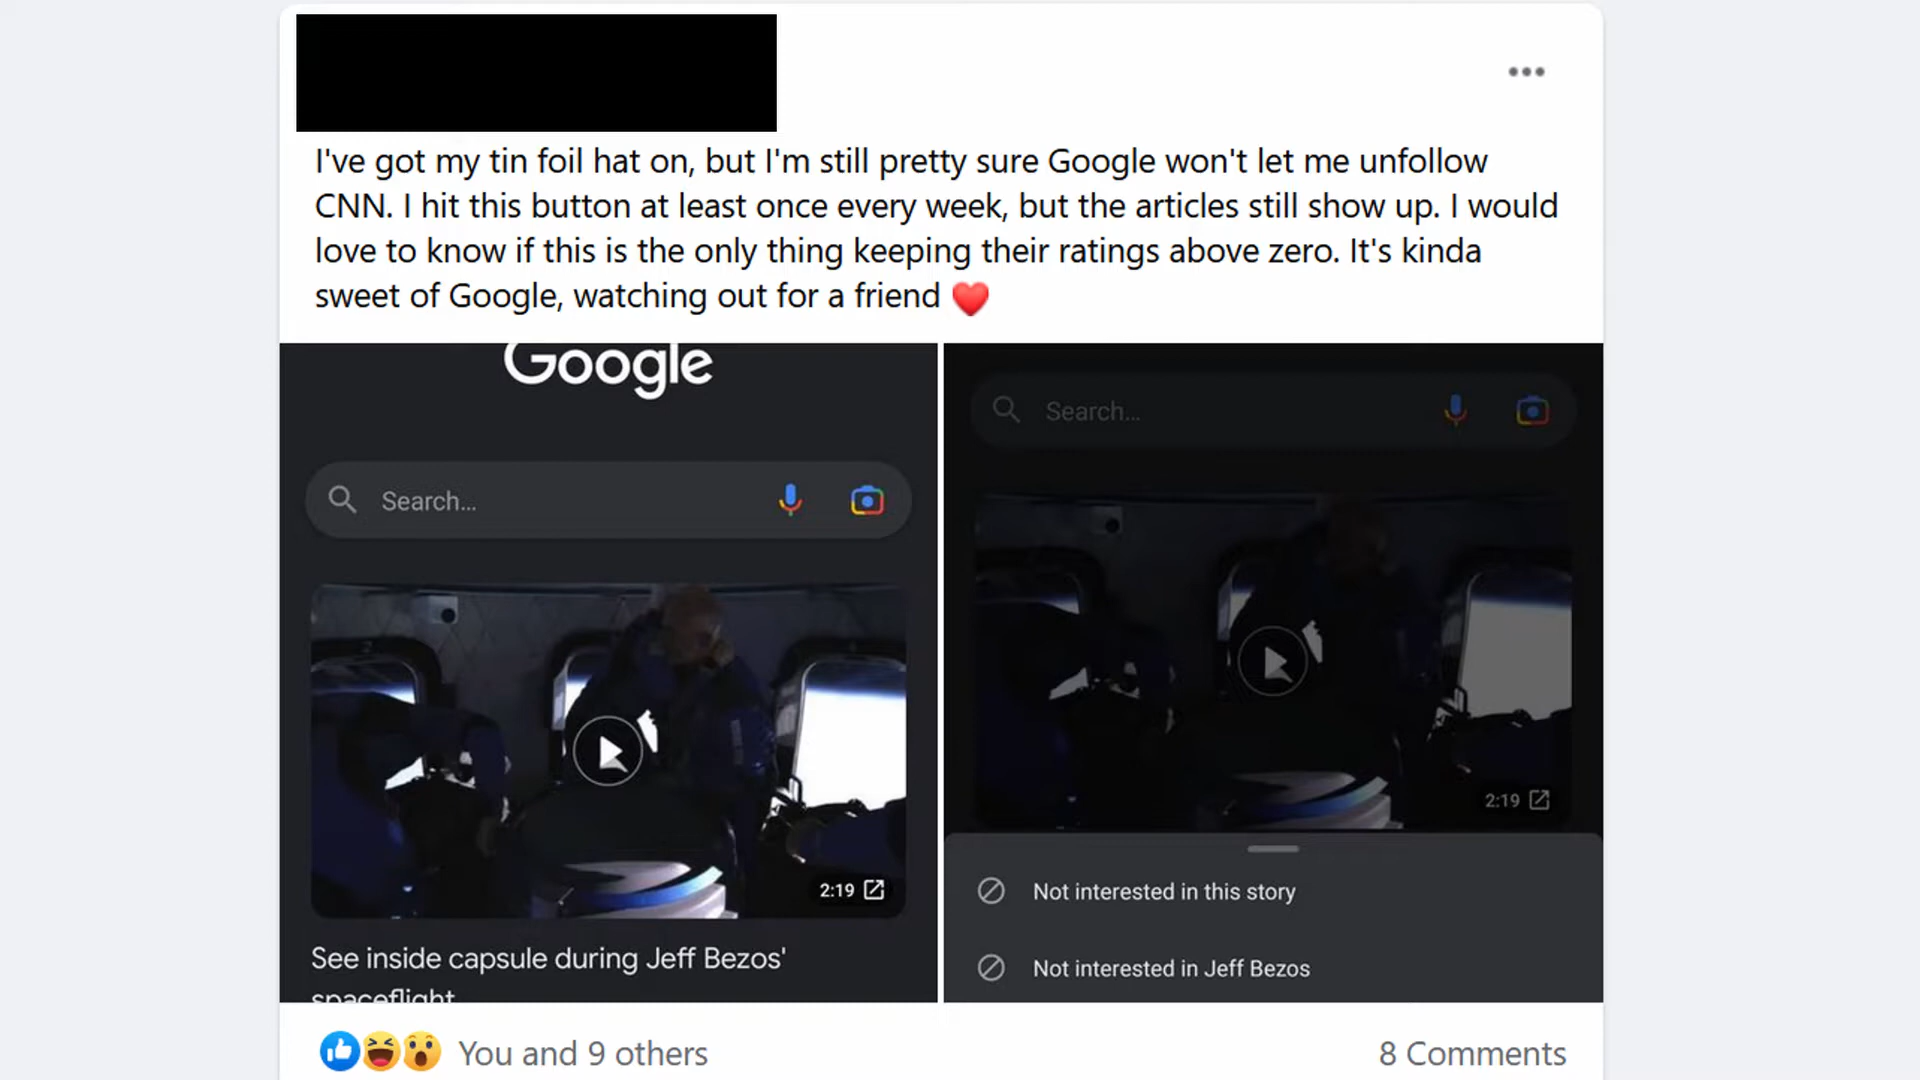 I've got my tin foil hat on, but I'm still pretty sure Google won't let me unfollow
CNN. I hit this button at least once every week, but the articles still show up. I would
love to know if this is the only thing keeping their ratings above zero. It's kinda
sweet of Google, watching out for a friend ❤️
Google
Search...
2:19
See inside capsule during Jeff Bezos'
spaceflight
Search...
2:19
Not interested in this story
Not interested in Jeff Bezos
You and 9 others
8 Comments